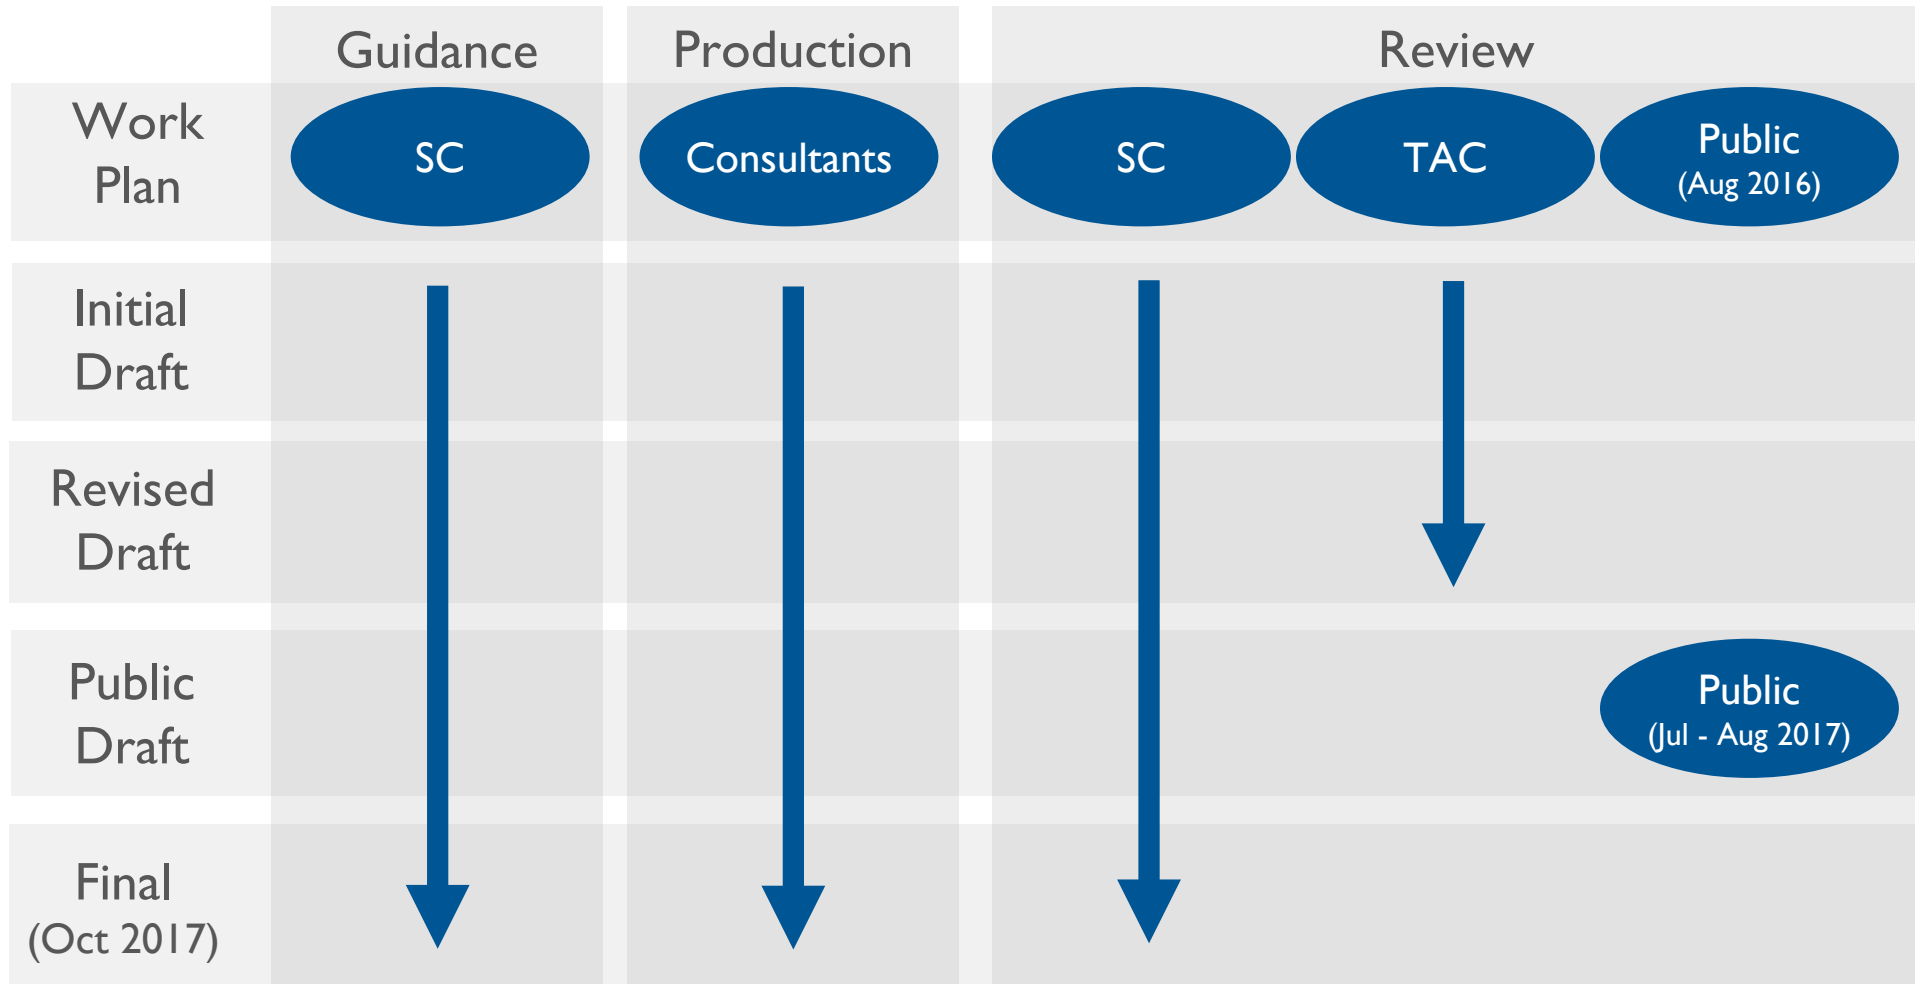 Guidance
Production
Review
Work
Plan
SC
Consultants
SC
TAC
Public
(Aug 2016)
Initial
Draft
Revised
Draft
Public
Draft
Public
(Jul - Aug 2017)
Final
(Oct 2017)